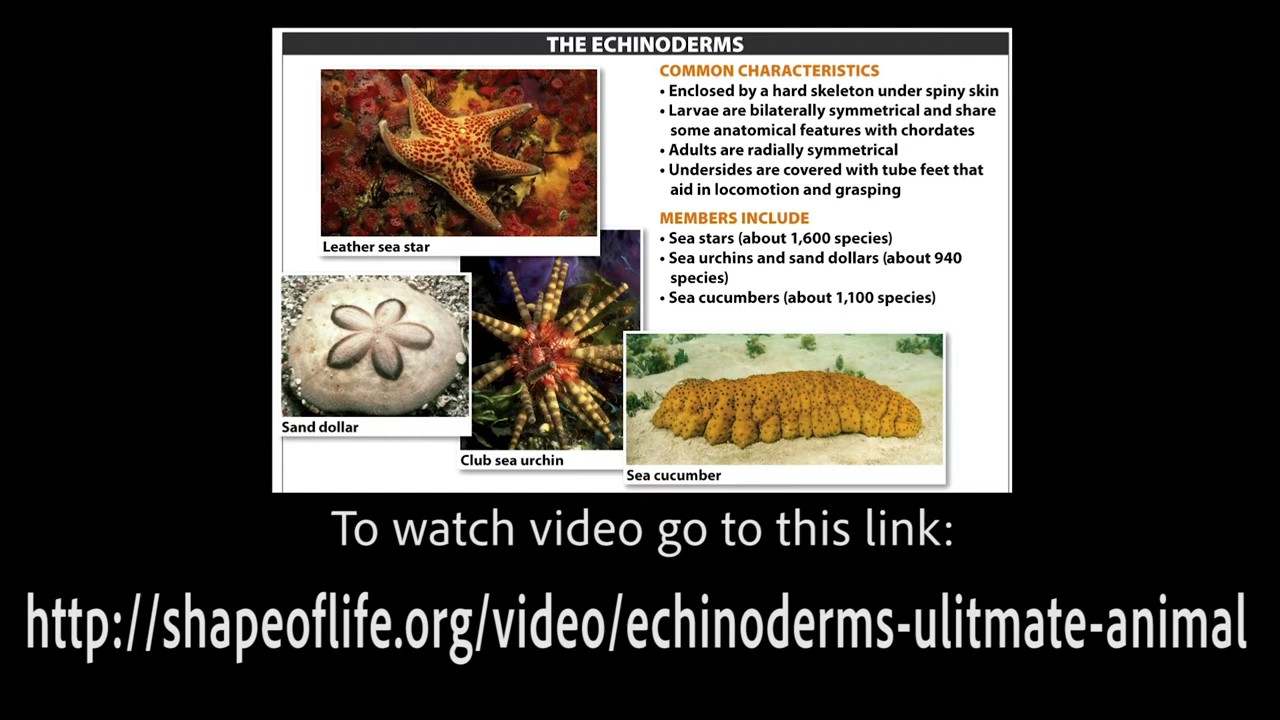 THE ECHINODERMS
COMMON CHARACTERISTICS
• Enclosed by a hard skeleton under spiny skin
• Larvae are bilaterally symmetrical and share
some anatomical features with chordates
• Adults are radially symmetrical
• Undersides are covered with tube feet that
aid in locomotion and grasping
MEMBERS INCLUDE
• Sea stars (about 1,600 species)
• Sea urchins and sand dollars (about 940
species)
• Sea cucumbers (about 1,100 species)
Leather sea star
Sand dollar
Club sea urchin
Sea cucumber
To watch video go to this link:
http://shapeoflife.org/video/echinoderms-ulitmate-animal